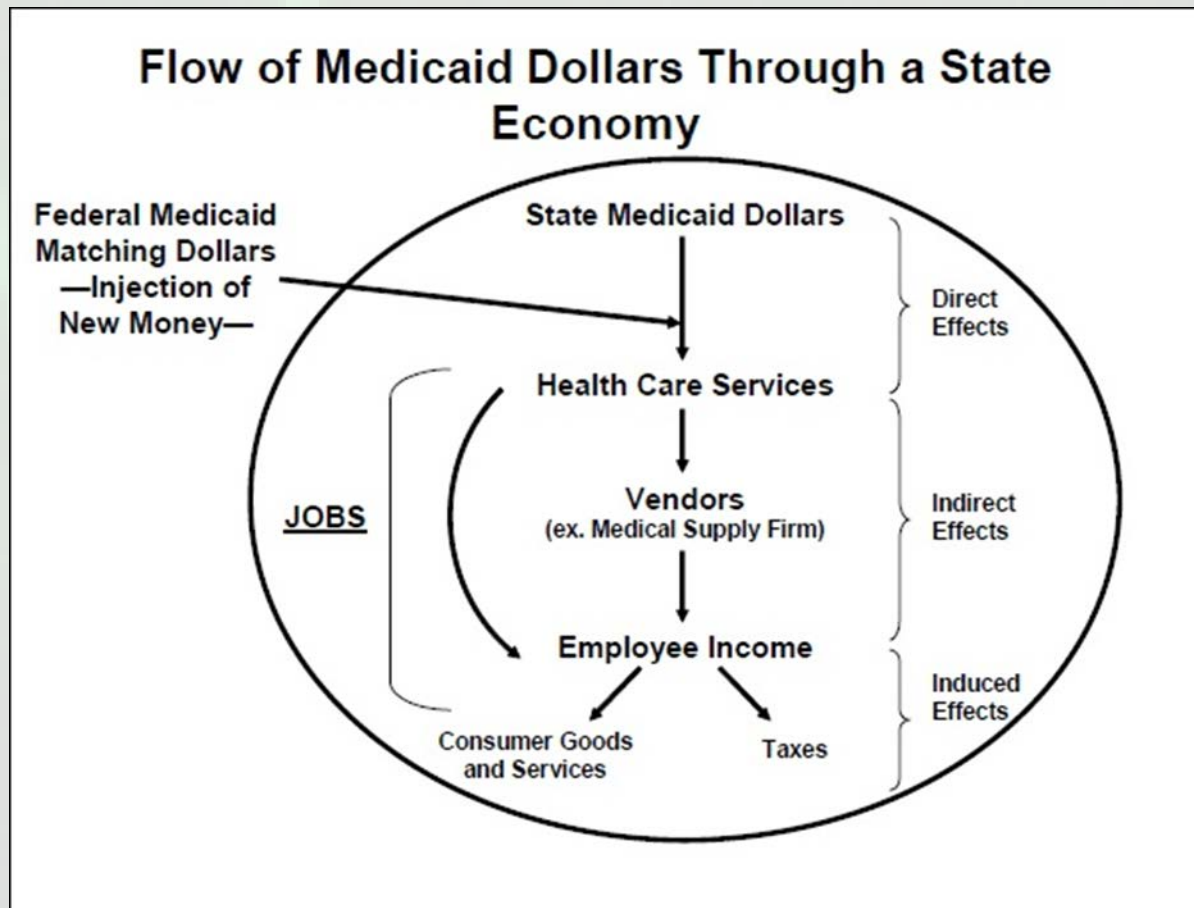 Flow of Medicaid Dollars Through a State
Economy
Federal Medicaid
Matching Dollars
—Injection of
New Money—
State Medicaid Dollars
Direct
Effects
Health Care Services
JOBS
Vendors
(ex. Medical Supply Firm)
Indirect
Effects
Employee Income
Induced
Effects
Consumer Goods
and Services
Taxes